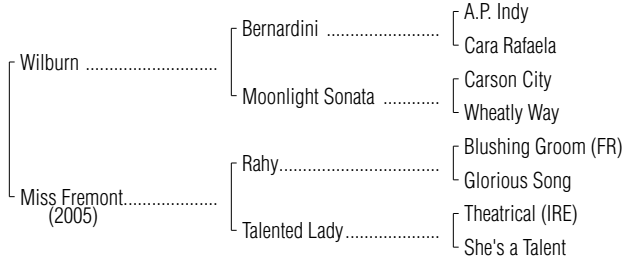 A.P. Indy
Bernardini ......................
Cara Rafaela
Wilburn .........................
Carson City
Moonlight Sonata ...........
Wheatly Way
Blushing Groom (FR)
Rahy...............................
Glorious Song
Miss Fremont..................
(2005)
Theatrical (IRE)
Talented Lady..................
She's a Talent